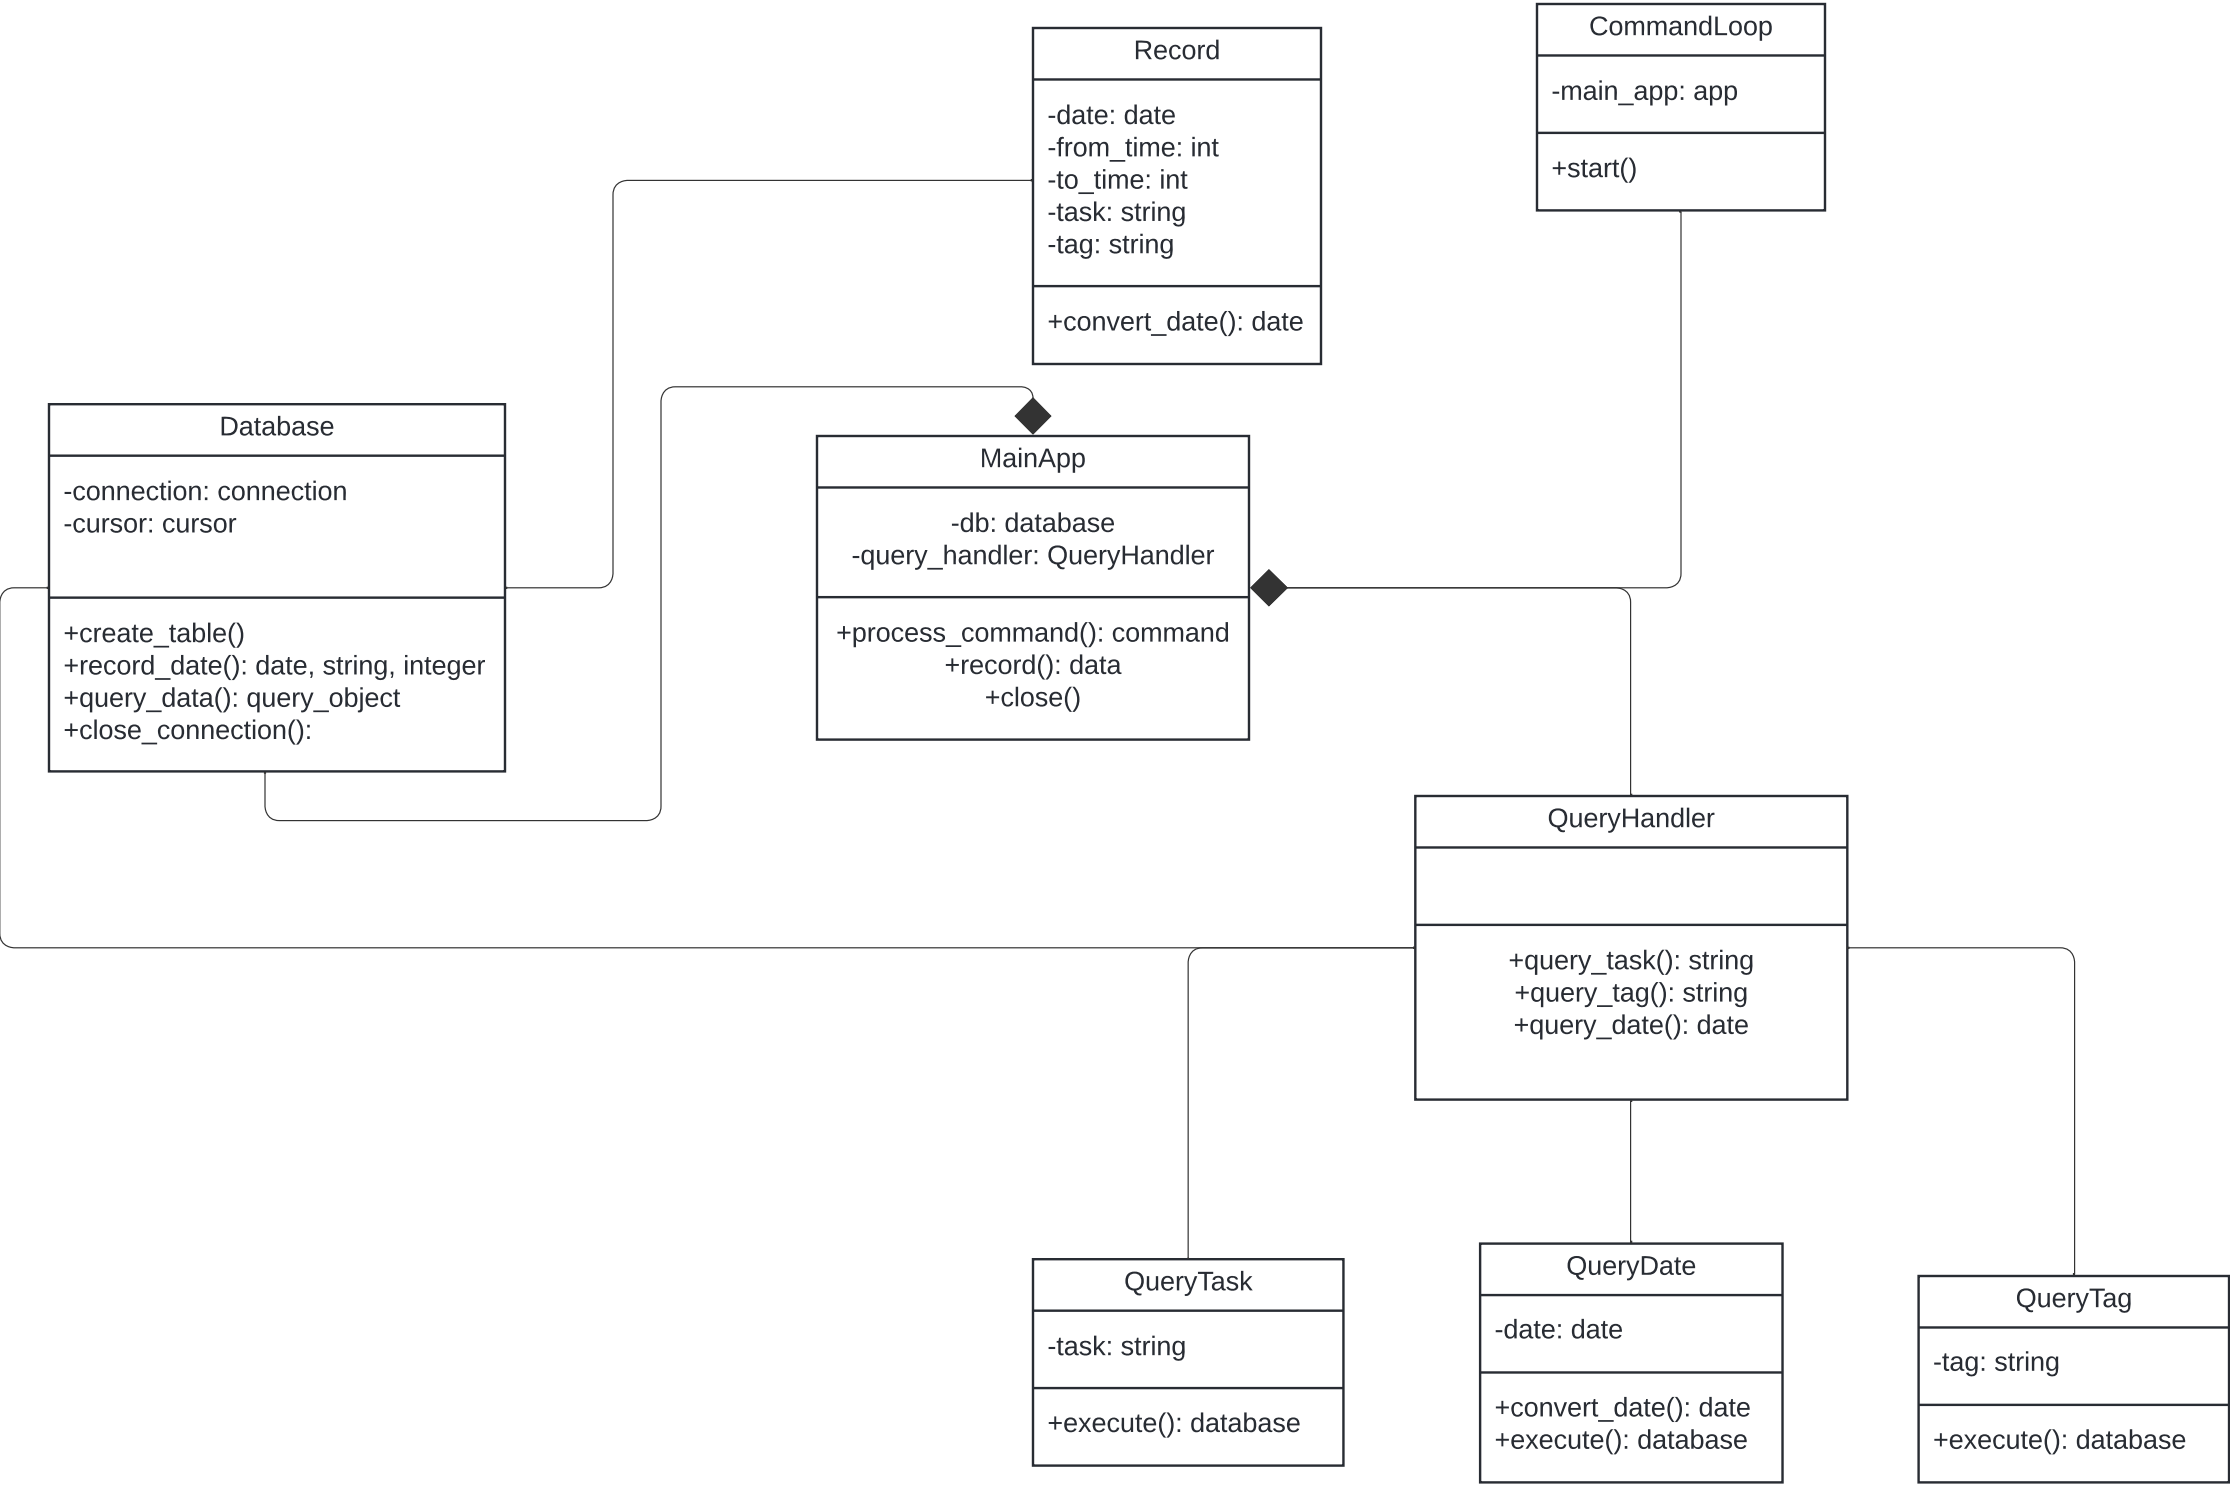 CommandLoop
-main_app: app
+start()
Record
-date: date
-from_time: int
-to_time: int
-task: string
-tag: string
+convert_date(): date
Database
-connection: connection
-cursor: cursor
+create_table()
+record_date(): date, string, integer
+query_data(): query_object
+close_connection():
MainApp
-db: database
-query_handler: QueryHandler
+process_command(): command
+record(): data
+close()
QueryHandler
+query_task(): string
+query_tag(): string
+query_date(): date
QueryTask
-task: string
+execute(): database
QueryDate
-date: date
+convert_date(): date
+execute(): database
QueryTag
-tag: string
+execute(): database